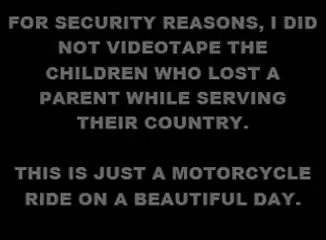 FOR SECURITY REASONS, I DID
NOT VIDEOTAPE THE
CHILDREN WHO LOST A
PARENT WHILE SERVING
THEIR COUNTRY.
THIS IS JUST A MOTORCYCLE
RIDE ON A BEAUTIFUL DAY.